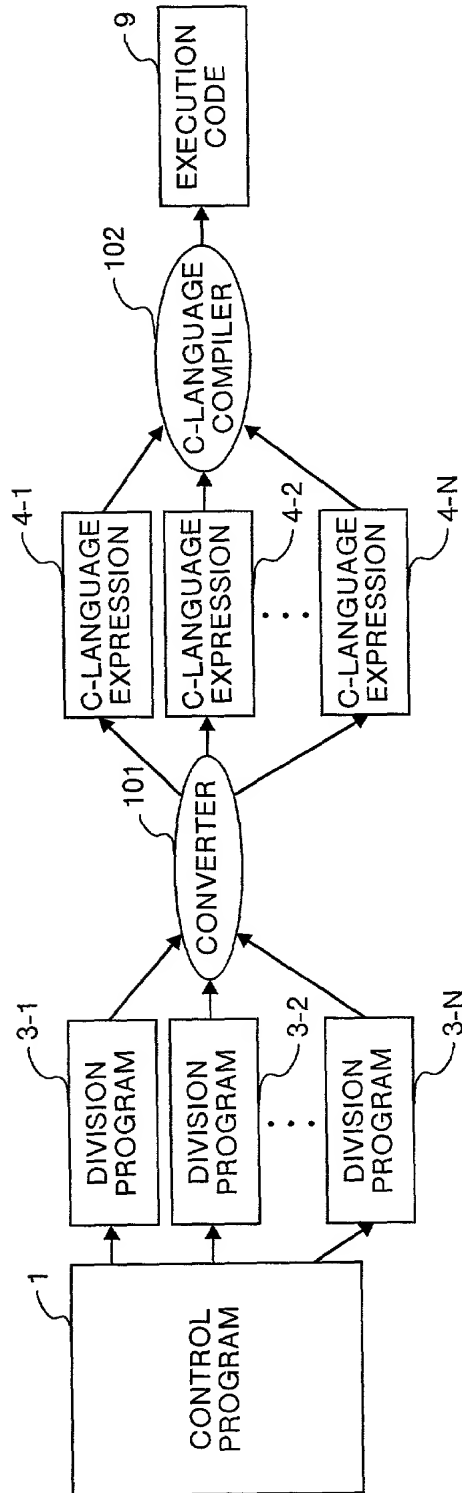 1
CONTROL
PROGRAM
3-1
DIVISION
PROGRAM
DIVISION
PROGRAM
3-2
. . .
DIVISION
PROGRAM
3-N
101
CONVERTER
4-1
C-LANGUAGE
EXPRESSION
C-LANGUAGE
EXPRESSION
4-2
. . .
C-LANGUAGE
EXPRESSION
4-N
102
C-LANGUAGE
COMPILER
9
EXECUTION
CODE